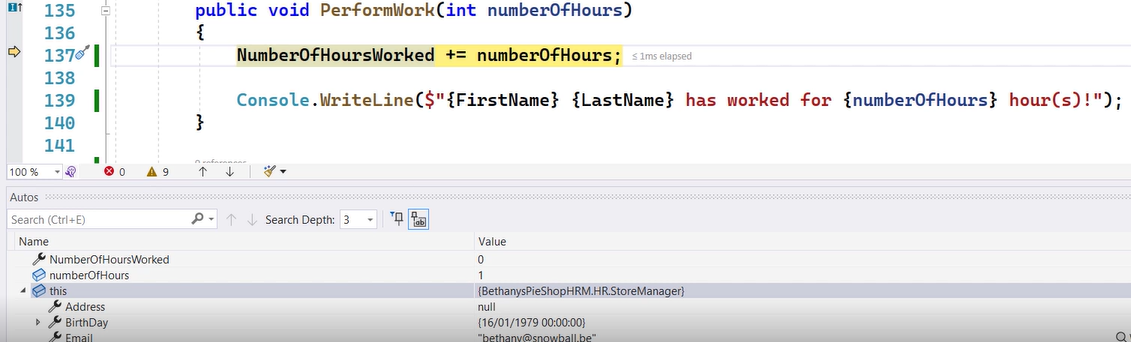 135 public void PerformWork(int numberOfHours)
136 {
137 NumberOfHoursWorked += numberOfHours; ≤ 1ms elapsed
138
139 Console.WriteLine($"{FirstName} {LastName} has worked for {numberOfHours} hour(s)!");
140 }
141
100 % 0 9
Autos
Search (Ctrl+E) Search Depth: 3
Name Value
NumberOfHoursWorked 0
numberOfHours 1
this {BethanysPieShopHRM.HR.StoreManager}
Address null
BirthDay {16/01/1979 00:00:00}
Email "bethany@snowball.be"